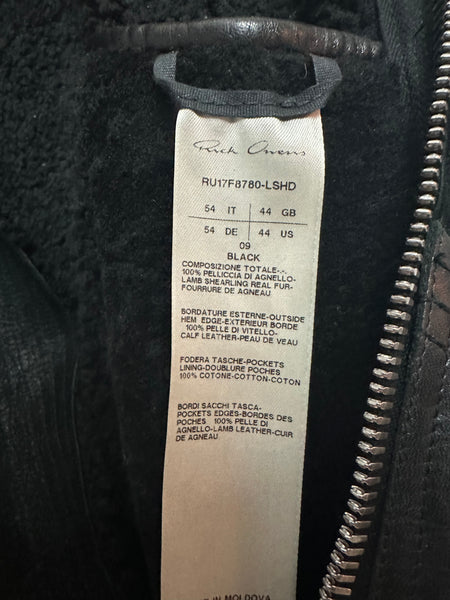 Rick Owens
RU17F8780-LSHD
54 IT 44 GB
54 DE 44 US
09
BLACK
COMPOSIZIONE TOTALE-.-
100% PELLICCIA DI AGNELLO-
LAMB SHEARLING REAL FUR-
FOURRURE DE AGNEAU
BORDATURE ESTERNE-OUTSIDE
HEM EDGE-EXTERIEUR BORDE
100% PELLE DI VITELLO-
CALF LEATHER-PEAU DE VEAU
FODERA TASCHE-POCKETS
LINING-DOUBLURE POCHES
100% COTONE-COTTON-COTON
BORDI SACCHI TASCA-
POCKETS EDGES-BORDES DES
POCHES 100% PELLE DI
AGNELLO-LAMB LEATHER-CUIR
DE AGNEAU
IN MOLDOVA